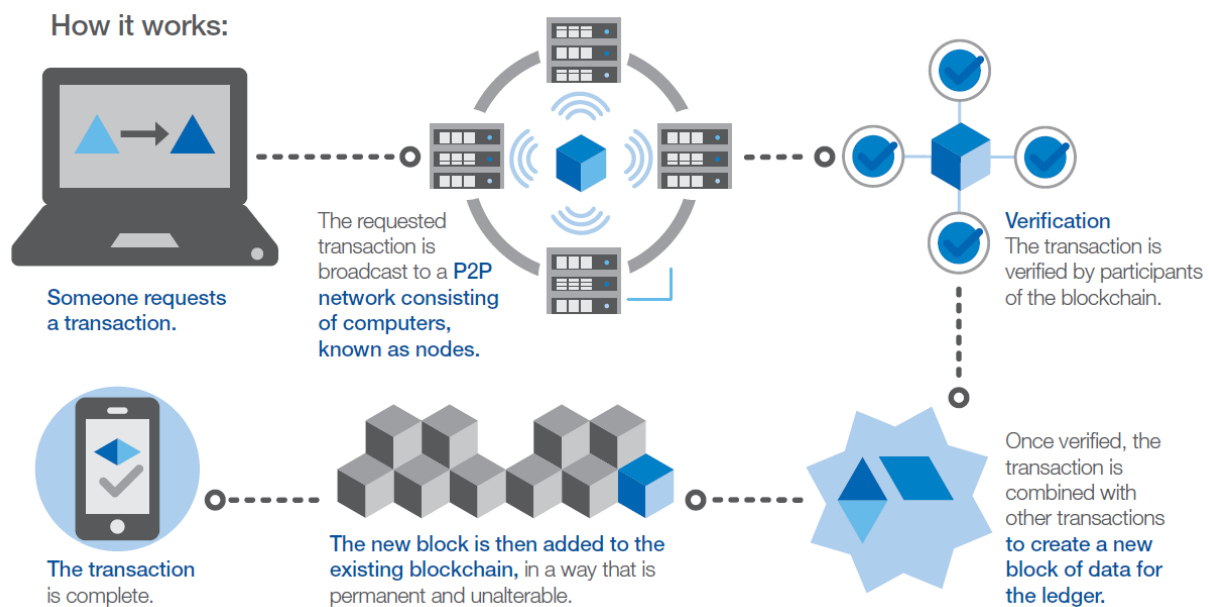 How it works:
Someone requests
a transaction.
The requested
transaction is
broadcast to a P2P
network consisting
of computers,
known as nodes.
Verification
The transaction is
verified by participants
of the blockchain.
Once verified, the
transaction is
combined with
other transactions
to create a new
block of data for
the ledger.
The new block is then added to the
existing blockchain, in a way that is
permanent and unalterable.
The transaction
is complete.